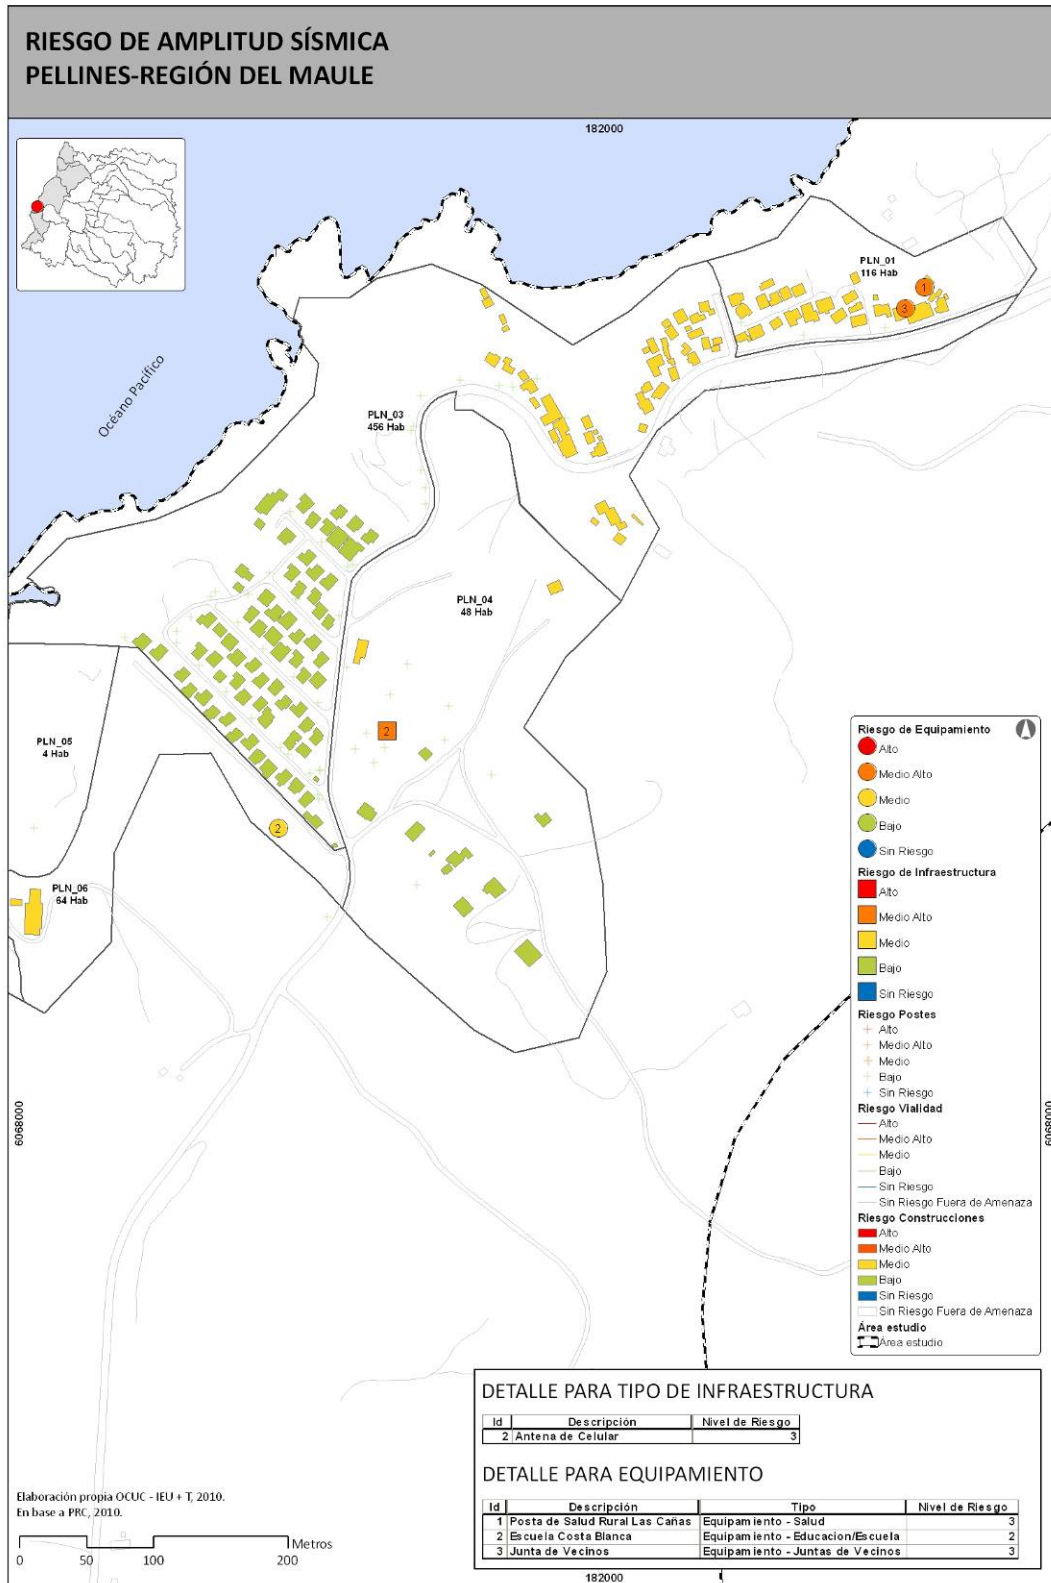 RIESGO DE AMPLITUD SÍSMICA
PELLINES-REGIÓN DEL MAULE
182000
Océano Pacífico
PLN_01
116 Hab
1
3
PLN_03
456 Hab
PLN_04
48 Hab
2
PLN_05
4 Hab
2
PLN_06
64 Hab
6068000
6068000
Riesgo de Equipamiento
Alto
Medio Alto
Medio
Bajo
Sin Riesgo
Riesgo de Infraestructura
Alto
Medio Alto
Medio
Bajo
Sin Riesgo
Riesgo Postes
Alto
Medio Alto
Medio
Bajo
Sin Riesgo
Riesgo Vialidad
Alto
Medio Alto
Medio
Bajo
Sin Riesgo
Sin Riesgo Fuera de Amenaza
Riesgo Construcciones
Alto
Medio Alto
Medio
Bajo
Sin Riesgo
Sin Riesgo Fuera de Amenaza
Área estudio
Área estudio
DETALLE PARA TIPO DE INFRAESTRUCTURA
Id Descripción Nivel de Riesgo
2 Antena de Celular 3
DETALLE PARA EQUIPAMIENTO
Id Descripción Tipo Nivel de Riesgo
1 Posta de Salud Rural Las Cañas Equipamiento - Salud 3
2 Escuela Costa Blanca Equipamiento - Educacion/Escuela 2
3 Junta de Vecinos Equipamiento - Juntas de Vecinos 3
Elaboración propia OCUC - IEU + T, 2010.
En base a PRC, 2010.
Metros
0 50 100 200
182000